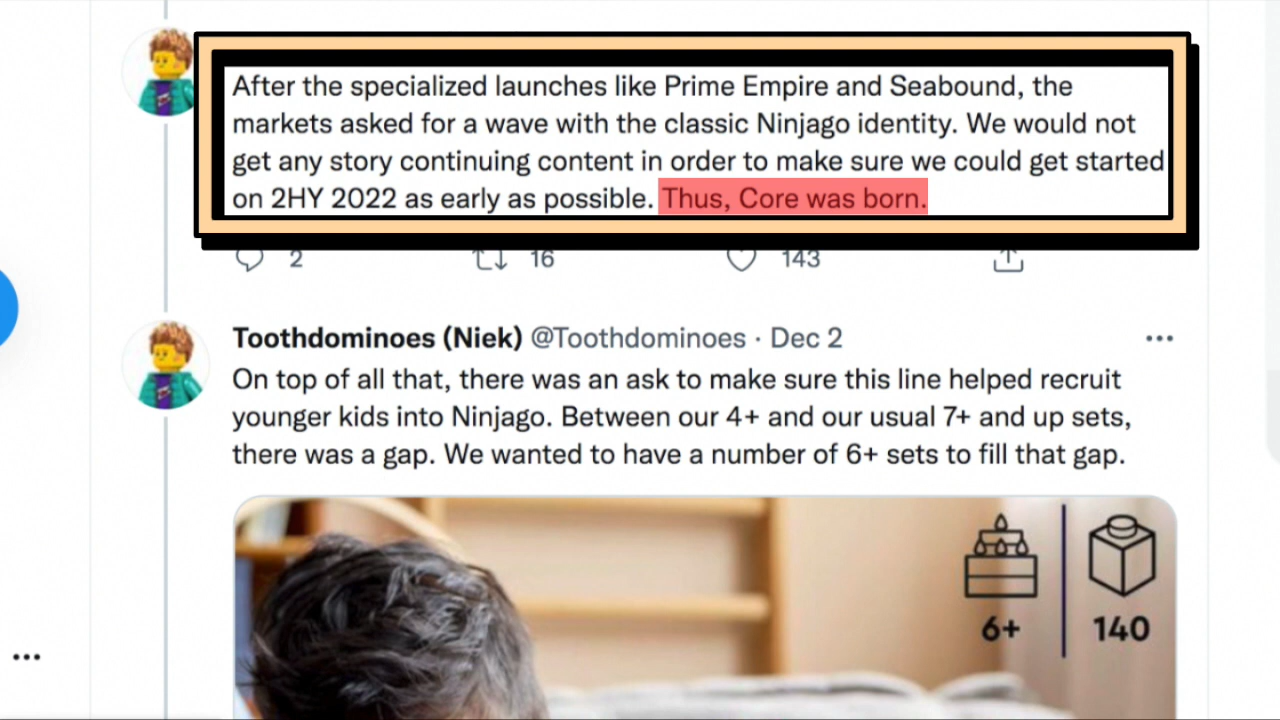 After the specialized launches like Prime Empire and Seabound, the
markets asked for a wave with the classic Ninjago identity. We would not
get any story continuing content in order to make sure we could get started
on 2HY 2022 as early as possible. Thus, Core was born.
2 16 143
Toothdominoes (Niek) @Toothdominoes · Dec 2
On top of all that, there was an ask to make sure this line helped recruit
younger kids into Ninjago. Between our 4+ and our usual 7+ and up sets,
there was a gap. We wanted to have a number of 6+ sets to fill that gap.
6+ 140